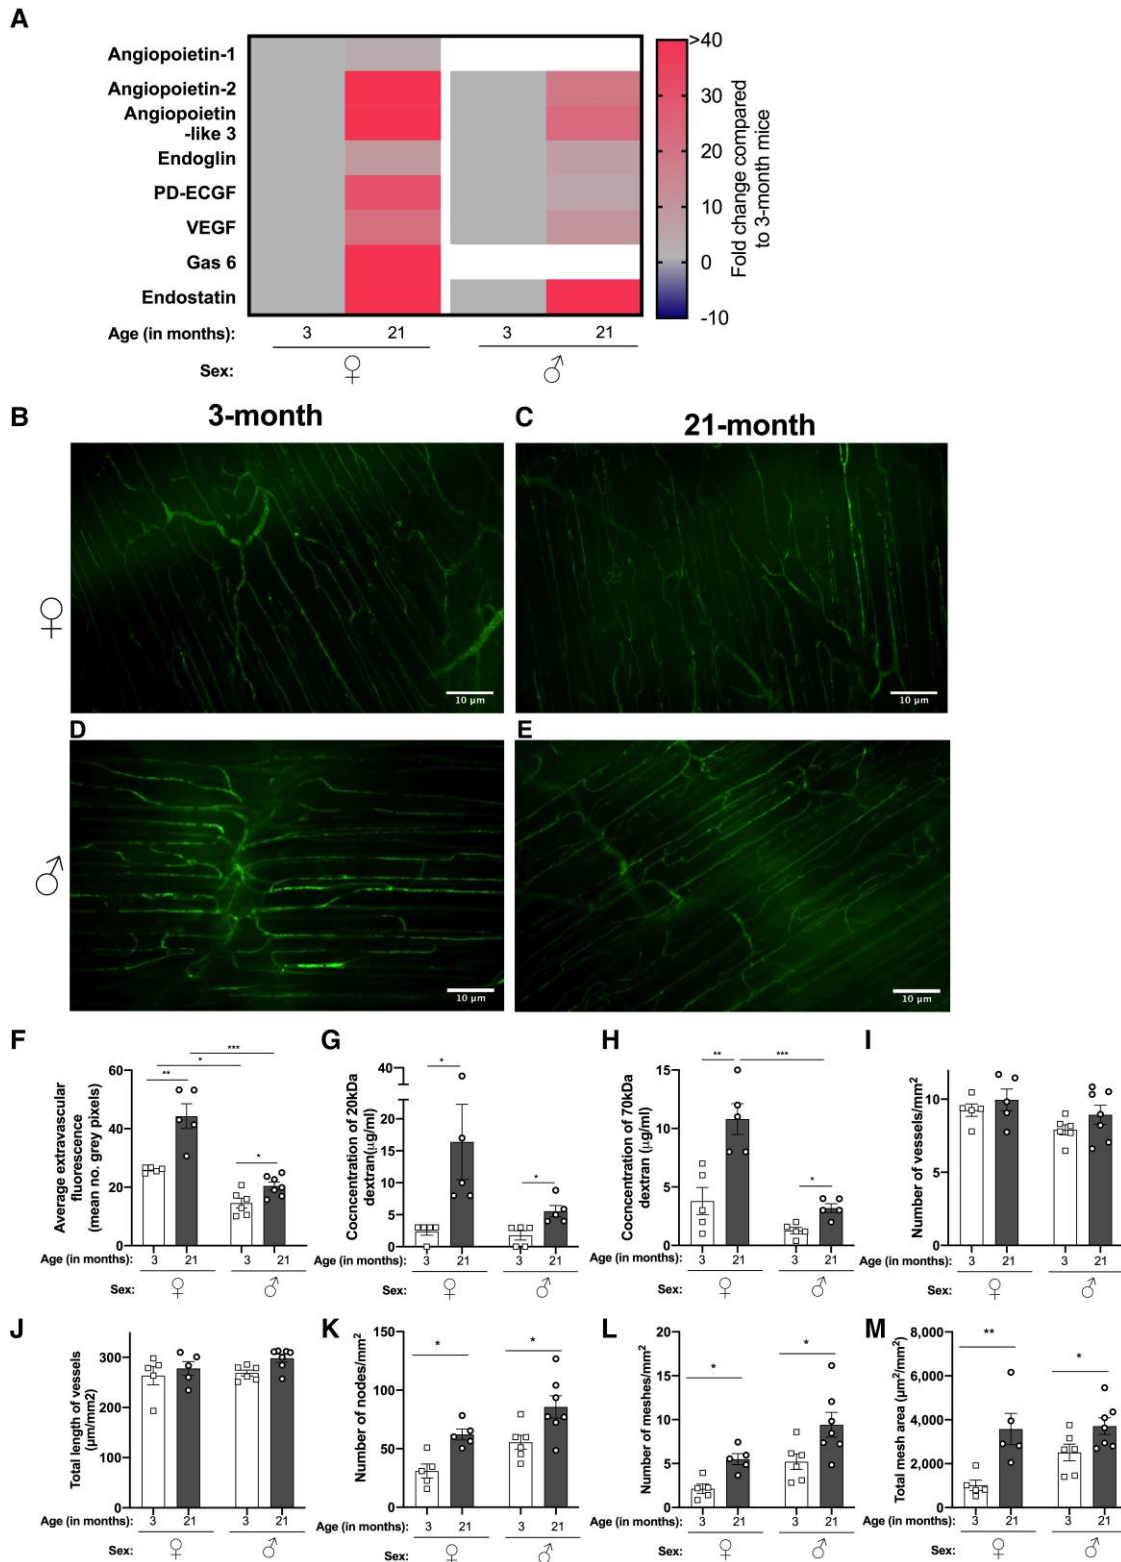 A
Angiopoietin-1
Angiopoietin-2
Angiopoietin
-like 3
Endoglin
PD-ECGF
VEGF
Gas 6
Endostatin
>40
30
20
10
0
-10
Fold change compared
to 3-month mice
Age (in months): 3 21 3 21
Sex: ♀ ♂
B 3-month C 21-month
♀
10 µm 10 µm
D E
♂
10 µm 10 µm
F
Average extravascular
fluorescence
(mean no. grey pixels)
60
40
20
0
***
*
**
*
Age (in months): 3 21 3 21
Sex: ♀ ♂
G
Cocncentration of 20kDa
dextran(µg/ml)
40
30
20
15
10
5
0
*
*
Age (in months): 3 21 3 21
Sex: ♀ ♂
H
Cocncentration of 70kDa
dextran (µg/ml)
15
10
5
0
** ***
*
Age (in months): 3 21 3 21
Sex: ♀ ♂
I
Number of vessels/mm²
10
5
0
Age (in months): 3 21 3 21
Sex: ♀ ♂
J
Total length of vessels
(µm/mm2)
300
200
100
0
Age (in months): 3 21 3 21
Sex: ♀ ♂
K
Number of nodes/mm²
150
100
50
0
* *
Age (in months): 3 21 3 21
Sex: ♀ ♂
L
Number of meshes/mm²
20
15
10
5
0
* *
Age (in months): 3 21 3 21
Sex: ♀ ♂
M
Total mesh area (µm²/mm²)
8,000
6,000
4,000
2,000
0
** *
Age (in months): 3 21 3 21
Sex: ♀ ♂